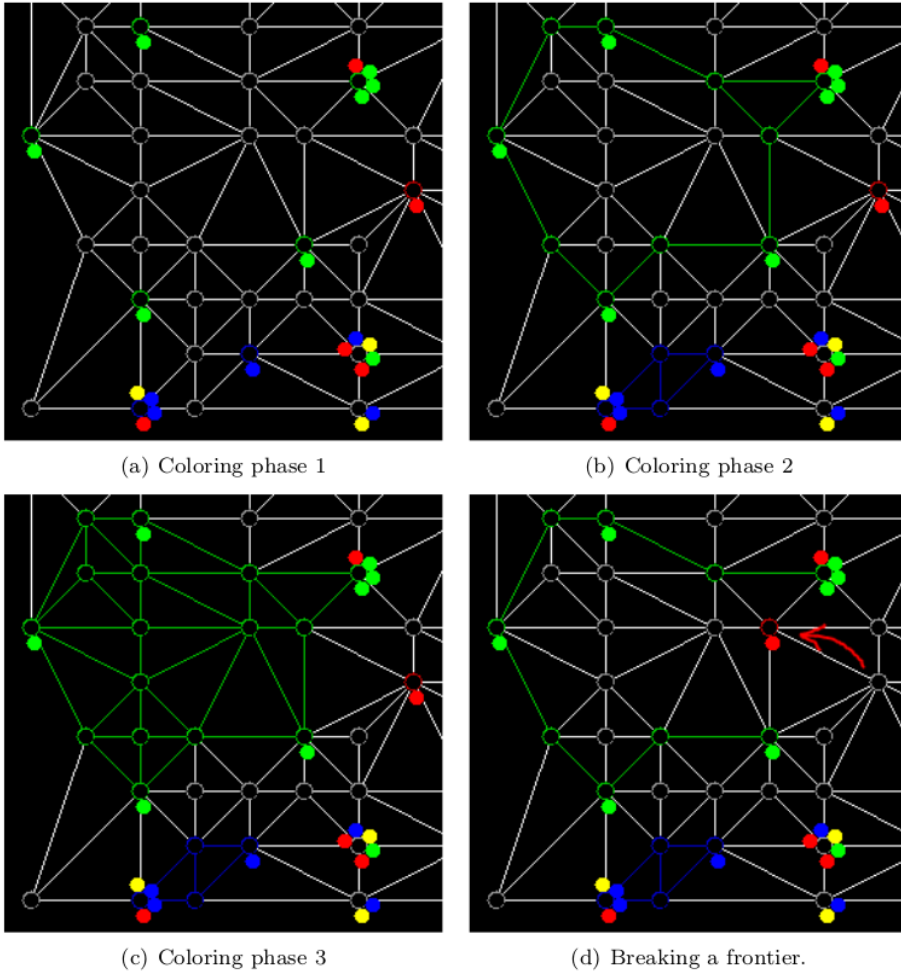 (a) Coloring phase 1
(b) Coloring phase 2
(c) Coloring phase 3
(d) Breaking a frontier.